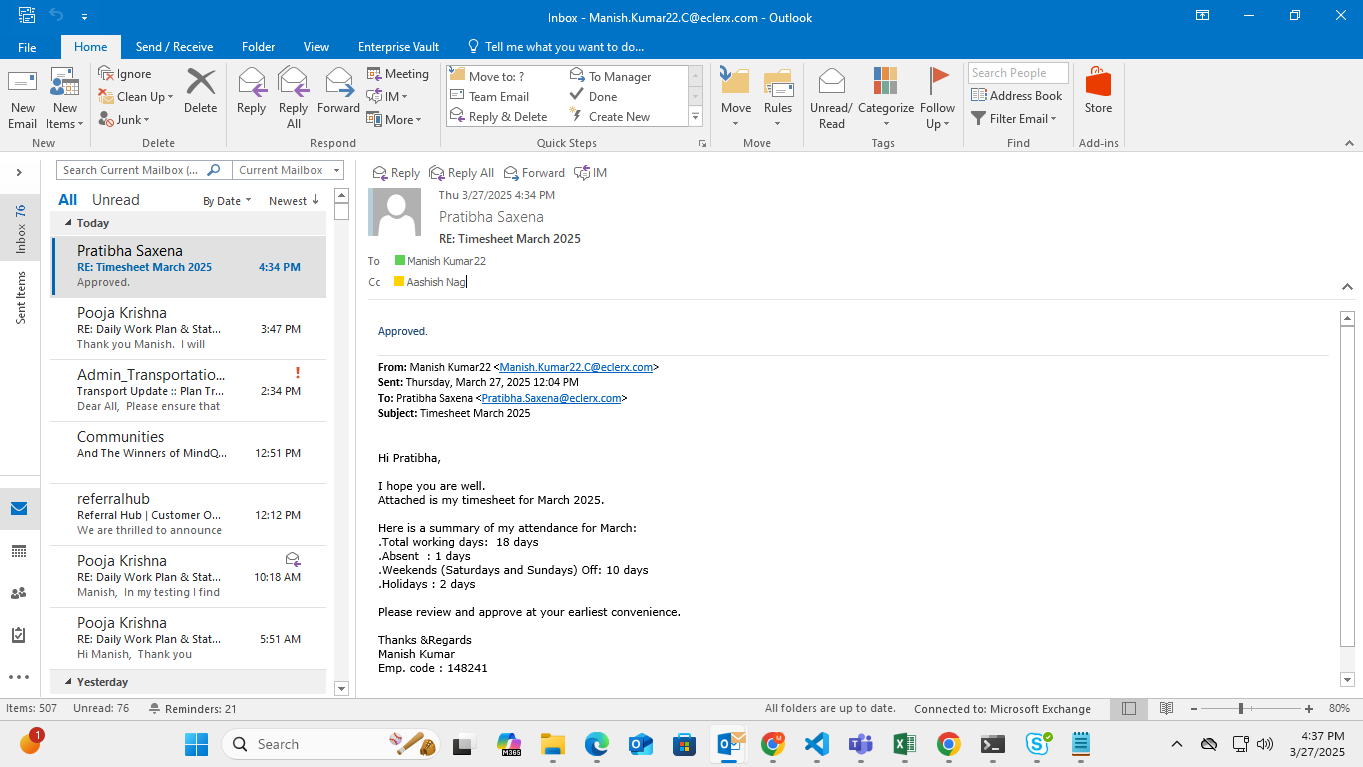 Inbox - Manish.Kumar22.C@eclerx.com - Outlook
File Home Send / Receive Folder View Enterprise Vault Tell me what you want to do...
New Email
New Items
New
Ignore
Clean Up
Junk
Delete
Delete
Reply
Reply All
Forward
Meeting
IM
More
Respond
Move to: ?
Team Email
Reply & Delete
To Manager
Done
Create New
Quick Steps
Move
Rules
Move
Unread/ Read
Categorize
Follow Up
Tags
Search People
Address Book
Filter Email
Find
Store
Add-ins
Inbox 76
Sent Items
Search Current Mailbox (... Current Mailbox
All Unread By Date Newest
Today
Pratibha Saxena
RE: Timesheet March 2025 4:34 PM
Approved.
Pooja Krishna
RE: Daily Work Plan & Stat... 3:47 PM
Thank you Manish. I will
Admin_Transportatio... !
Transport Update :: Plan Tr... 2:34 PM
Dear All, Please ensure that
Communities
And The Winners of MindQ... 12:51 PM
referralhub
Referral Hub | Customer O... 12:12 PM
We are thrilled to announce
Pooja Krishna
RE: Daily Work Plan & Stat... 10:18 AM
Manish, In my testing I find
Pooja Krishna
RE: Daily Work Plan & Stat... 5:51 AM
Hi Manish, Thank you
Yesterday
Reply Reply All Forward IM
Thu 3/27/2025 4:34 PM
Pratibha Saxena
RE: Timesheet March 2025
To Manish Kumar22
Cc Aashish Nag
Approved.
From: Manish Kumar22 <Manish.Kumar22.C@eclerx.com>
Sent: Thursday, March 27, 2025 12:04 PM
To: Pratibha Saxena <Pratibha.Saxena@eclerx.com>
Subject: Timesheet March 2025
Hi Pratibha,
I hope you are well.
Attached is my timesheet for March 2025.
Here is a summary of my attendance for March:
.Total working days: 18 days
.Absent : 1 days
.Weekends (Saturdays and Sundays) Off: 10 days
.Holidays : 2 days
Please review and approve at your earliest convenience.
Thanks &Regards
Manish Kumar
Emp. code : 148241
Items: 507 Unread: 76 Reminders: 21 All folders are up to date. Connected to: Microsoft Exchange 80%
1 Search M365 4:37 PM
3/27/2025